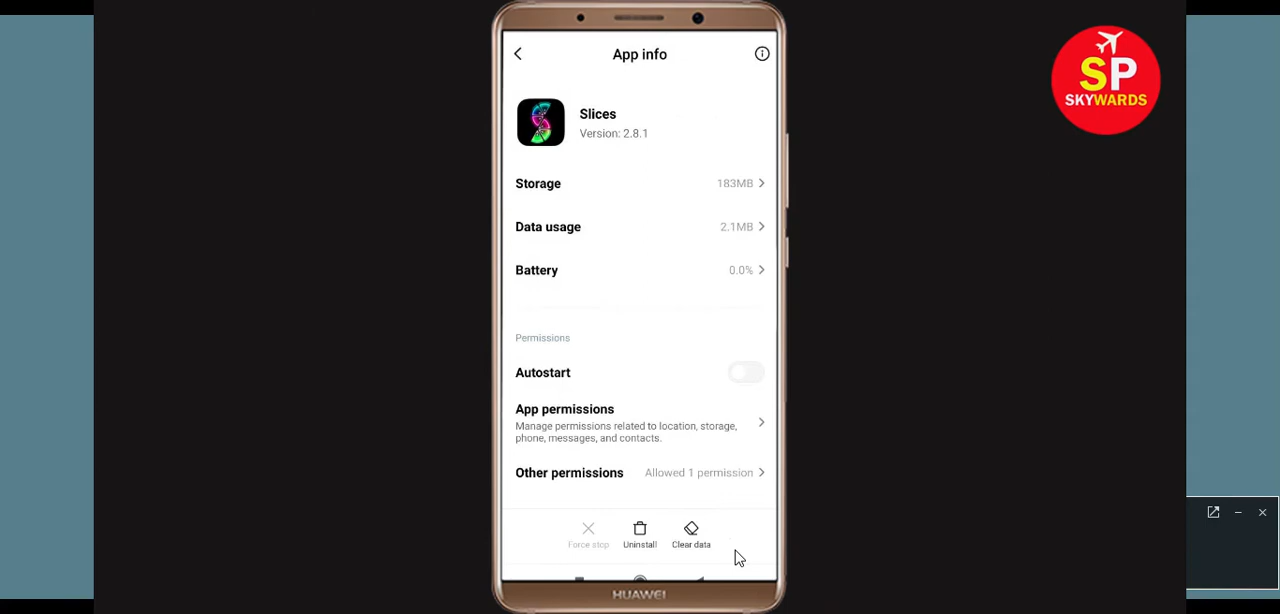 App info
SP
SKYWARDS
Slices
Version: 2.8.1
Storage 183MB
Data usage 2.1MB
Battery 0.0%
Permissions
Autostart
App permissions
Manage permissions related to location, storage,
phone, messages, and contacts.
Other permissions Allowed 1 permission
Force stop Uninstall Clear data
HUAWEI